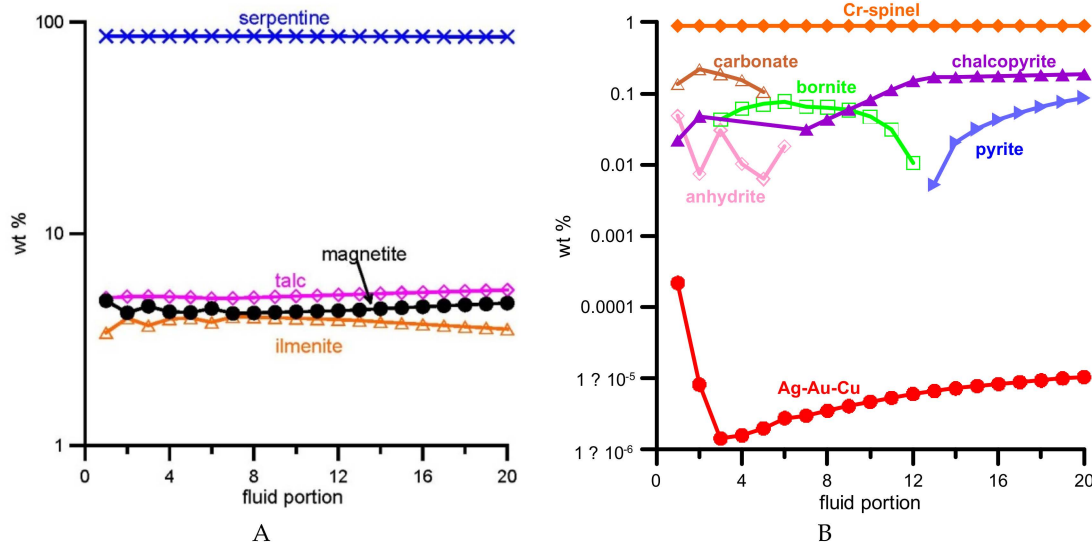 100
serpentine
wt %
10
magnetite
talc
ilmenite
1
0 4 8 12 16 20
fluid portion
A
1
Cr-spinel
carbonate
chalcopyrite
0.1
bornite
pyrite
0.01
anhydrite
wt %
0.001
0.0001
1 ? 10-5
Ag-Au-Cu
1 ? 10-6
0 4 8 12 16 20
fluid portion
B